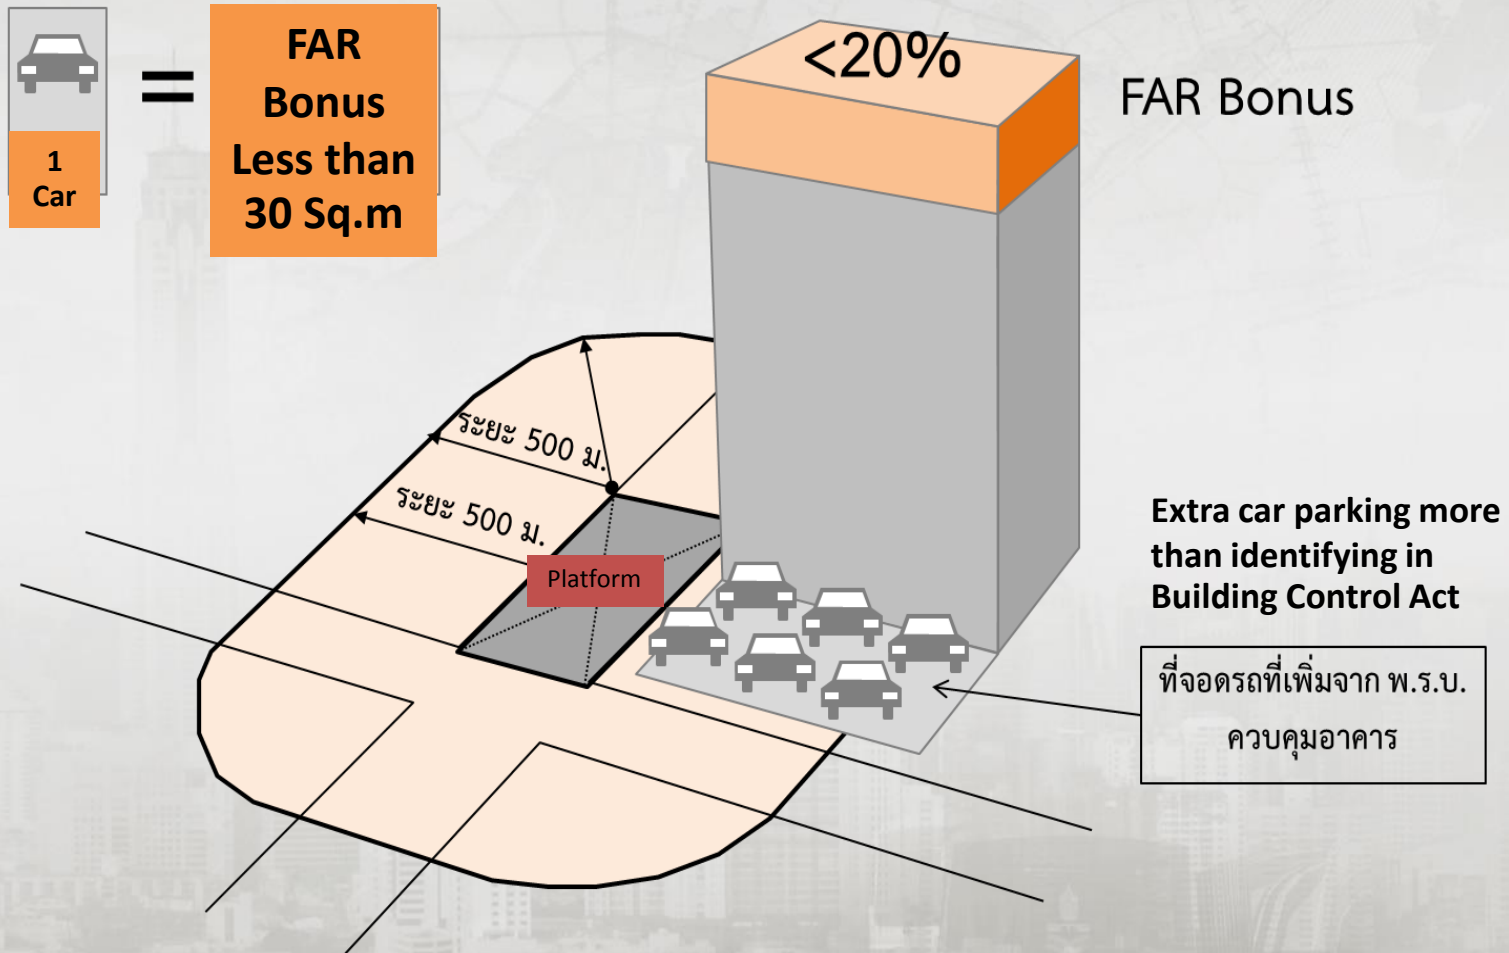 1
Car
=
FAR
Bonus
Less than
30 Sq.m
<20%
FAR Bonus
ระยะ 500 ม.
ระยะ 500 ม.
Platform
Extra car parking more
than identifying in
Building Control Act
ที่จอดรถที่เพิ่มจาก พ.ร.บ.
ควบคุมอาคาร